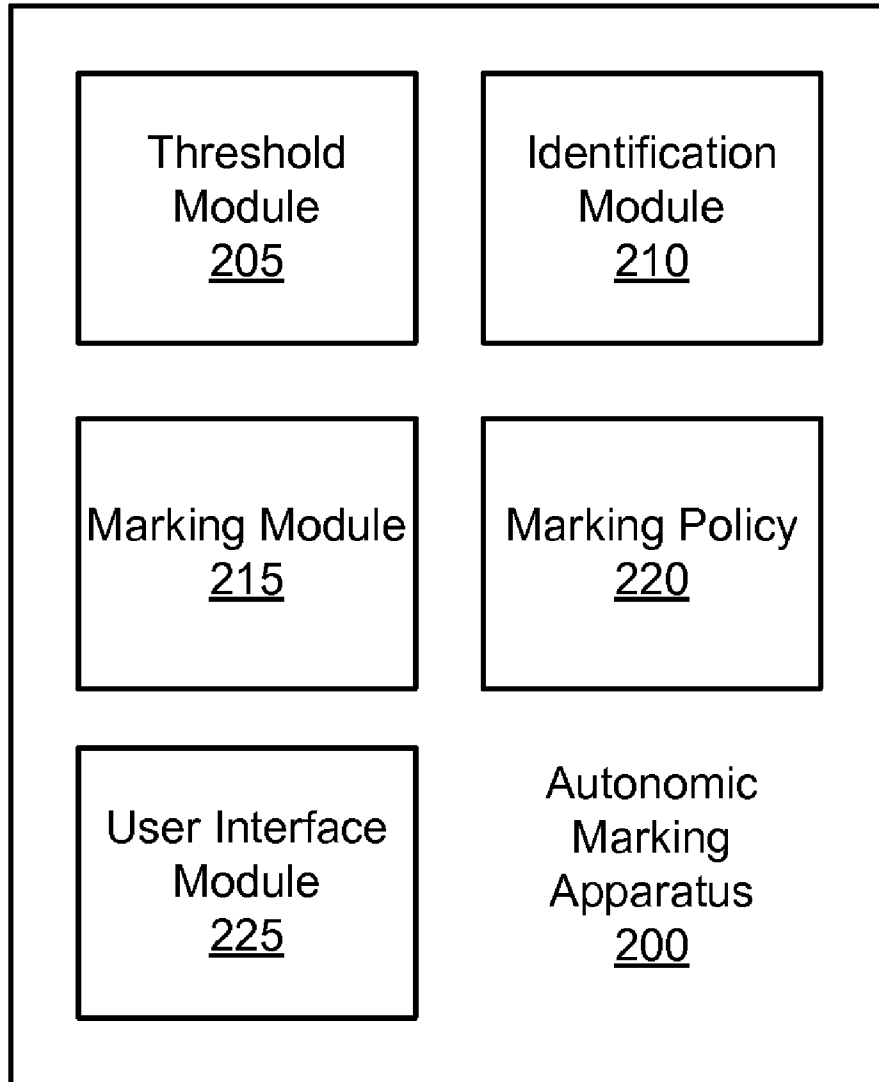 Threshold
Module
205
Identification
Module
210
Marking Module
215
Marking Policy
220
User Interface
Module
225
Autonomic
Marking
Apparatus
200